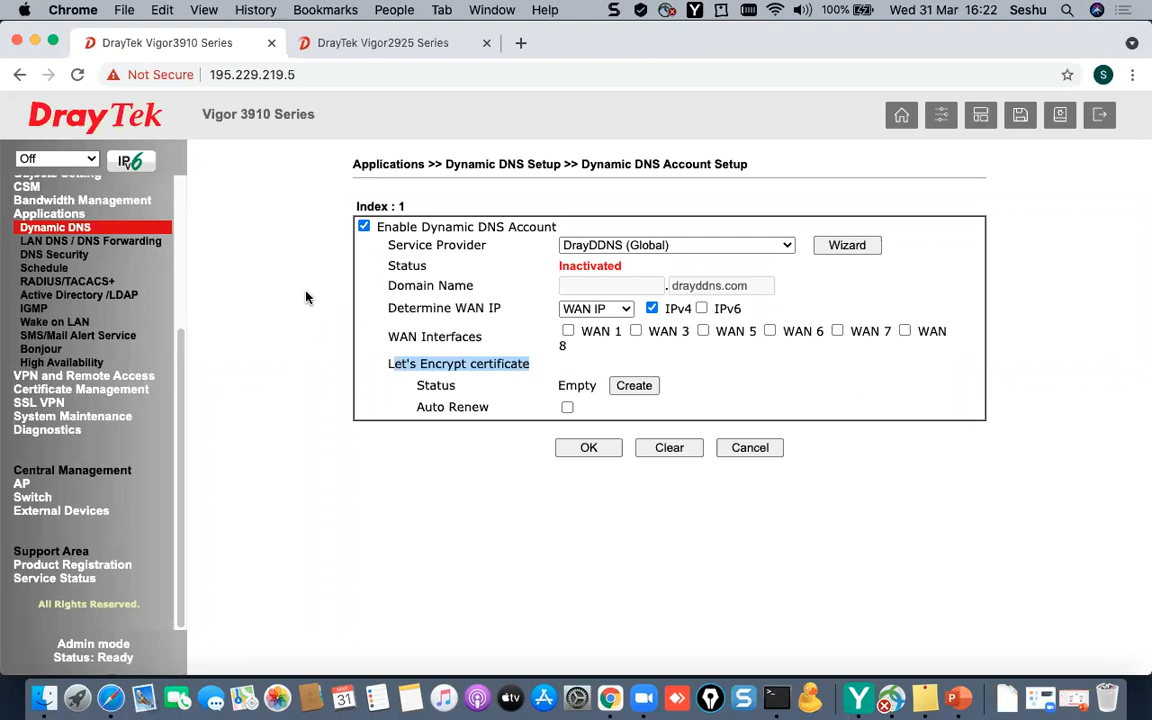 Chrome File Edit View History Bookmarks People Tab Window Help 100% Wed 31 Mar 16:22 Seshu
DrayTek Vigor3910 Series DrayTek Vigor2925 Series
Not Secure 195.229.219.5 S
DrayTek Vigor 3910 Series
Off IPv6
Objects Setting
CSM
Bandwidth Management
Applications
Dynamic DNS
LAN DNS / DNS Forwarding
DNS Security
Schedule
RADIUS/TACACS+
Active Directory /LDAP
IGMP
Wake on LAN
SMS/Mail Alert Service
Bonjour
High Availability
VPN and Remote Access
Certificate Management
SSL VPN
System Maintenance
Diagnostics
Central Management
AP
Switch
External Devices
Support Area
Product Registration
Service Status
All Rights Reserved.
Admin mode
Status: Ready
Applications >> Dynamic DNS Setup >> Dynamic DNS Account Setup
Index : 1
Enable Dynamic DNS Account
Service Provider DrayDDNS (Global) Wizard
Status Inactivated
Domain Name . drayddns.com
Determine WAN IP WAN IP IPv4 IPv6
WAN Interfaces WAN 1 WAN 3 WAN 5 WAN 6 WAN 7 WAN
8
Let's Encrypt certificate
Status Empty Create
Auto Renew
OK Clear Cancel